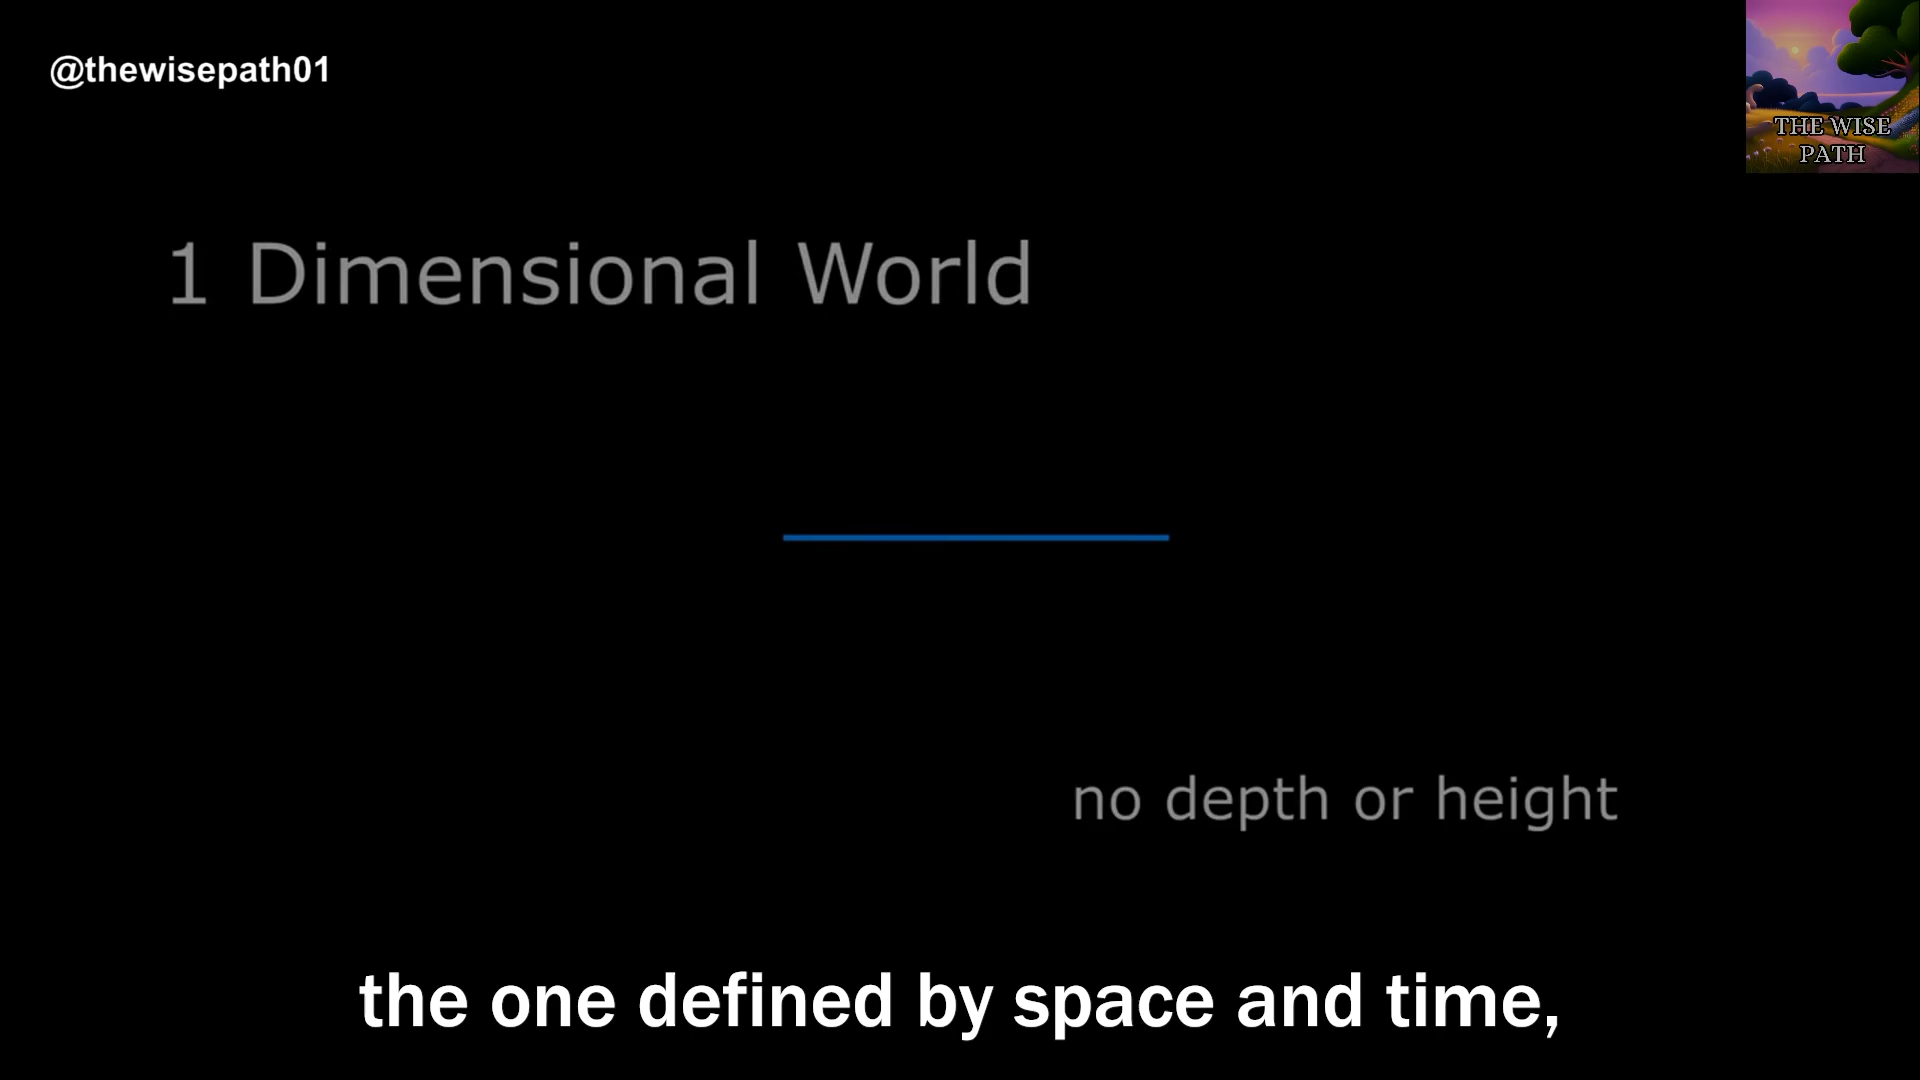 @thewisepath01
THE WISE
PATH
1 Dimensional World
no depth or height
the one defined by space and time,